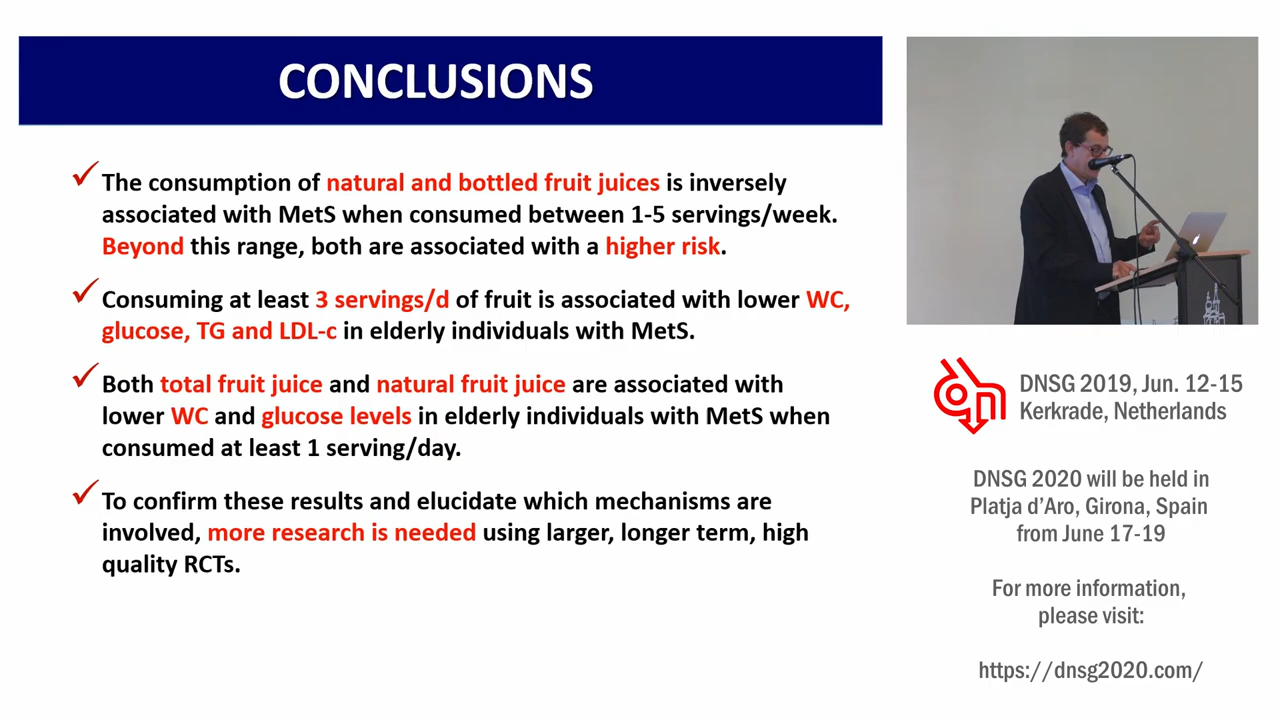 CONCLUSIONS
The consumption of natural and bottled fruit juices is inversely
associated with MetS when consumed between 1-5 servings/week.
Beyond this range, both are associated with a higher risk.
Consuming at least 3 servings/d of fruit is associated with lower WC,
glucose, TG and LDL-c in elderly individuals with MetS.
Both total fruit juice and natural fruit juice are associated with
lower WC and glucose levels in elderly individuals with MetS when
consumed at least 1 serving/day.
To confirm these results and elucidate which mechanisms are
involved, more research is needed using larger, longer term, high
quality RCTs.
DNSG 2019, Jun. 12-15
Kerkrade, Netherlands
DNSG 2020 will be held in
Platja d’Aro, Girona, Spain
from June 17-19
For more information,
please visit:
https://dnsg2020.com/